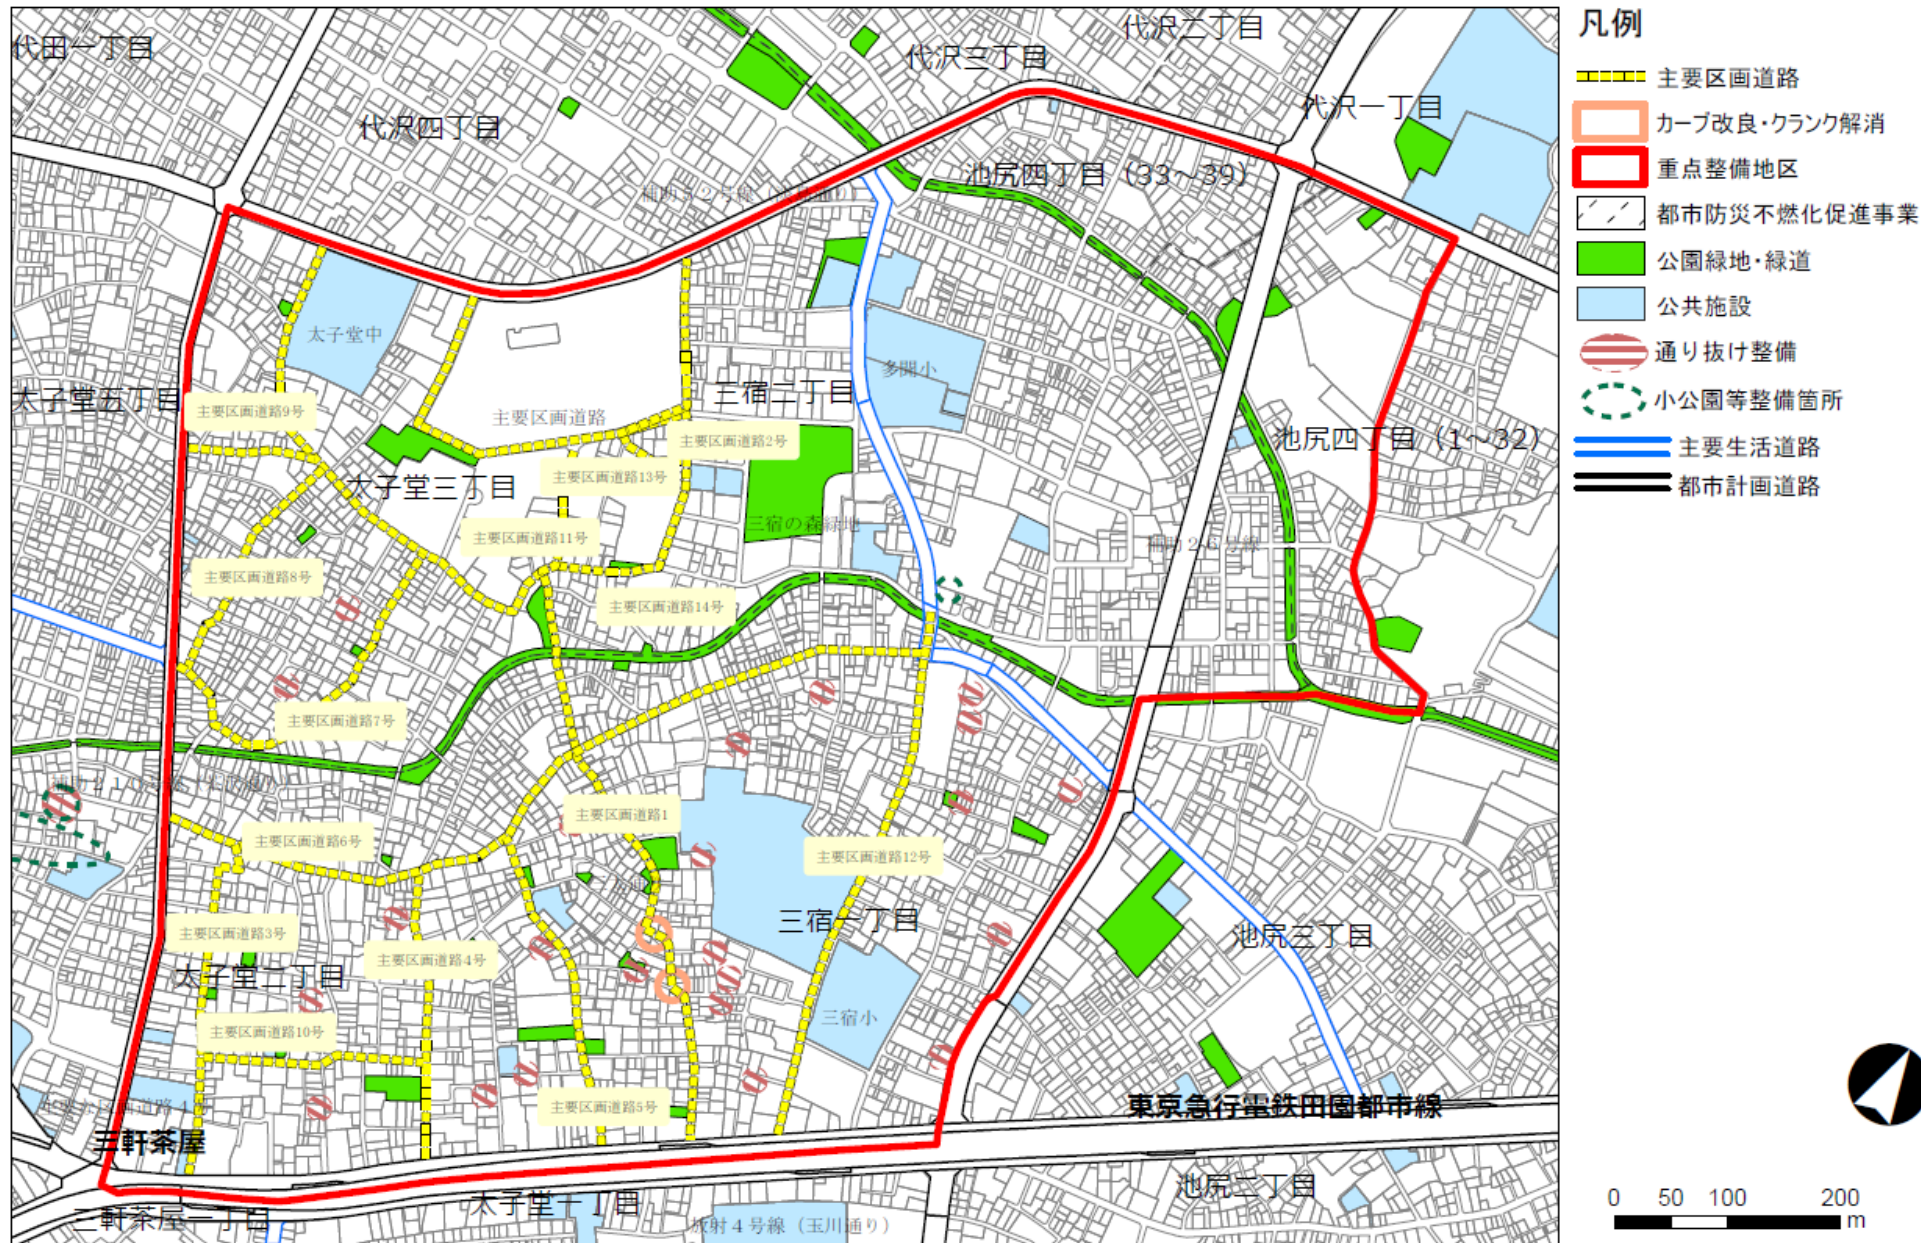 代田一丁目
代沢四丁目
代沢三丁目
代沢二丁目
代沢一丁目
池尻四丁目（33～39）
太子堂中
太子堂五丁目
主要区画道路9号
主要区画道路
三宿二丁目
多聞小
主要区画道路2号
池尻四丁目（1～32）
主要区画道路13号
太子堂三丁目
三宿の森緑地
主要区画道路11号
補助26号線
主要区画道路8号
主要区画道路14号
主要区画道路7号
主要区画道路1
主要区画道路6号
主要区画道路12号
三宿一丁目
主要区画道路3号
主要区画道路4号
池尻三丁目
太子堂二丁目
三宿小
主要区画道路10号
主要区画道路5号
東京急行電鉄田園都市線
三軒茶屋
池尻二丁目
太子堂一丁目
三軒茶屋一丁目
放射4号線（玉川通り）
凡例
主要区画道路
カーブ改良・クランク解消
重点整備地区
都市防災不燃化促進事業
公園緑地・緑道
公共施設
通り抜け整備
小公園等整備箇所
主要生活道路
都市計画道路
0 50 100 200
m